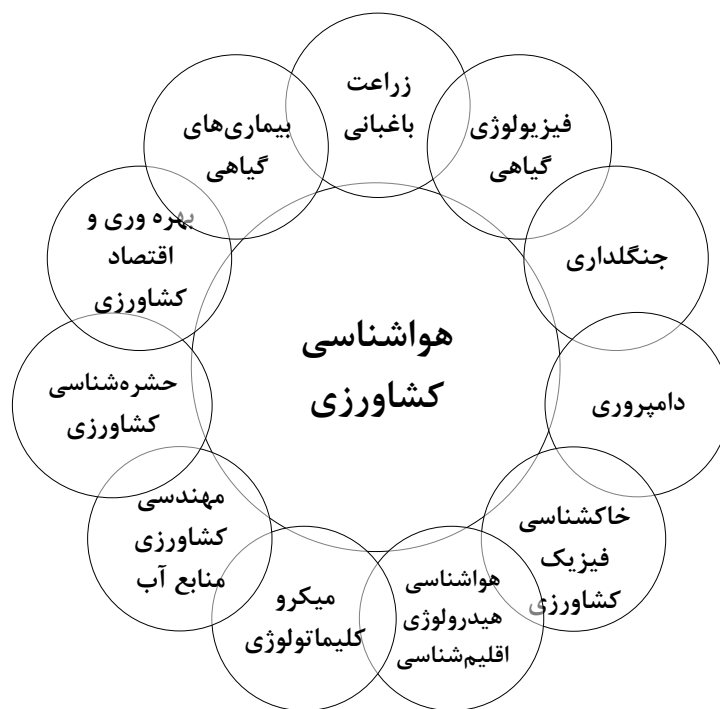 زراعت
باغبانی
فیزیولوژی
گیاهی
جنگلداری
دامپروری
خاکشناسی
فیزیک
کشاورزی
هواشناسی
هیدرولوژی
اقلیم‌شناسی
میکرو
کلیماتولوژی
مهندسی
کشاورزی
منابع آب
حشره‌شناسی
کشاورزی
بهره وری و
اقتصاد
کشاورزی
بیماری‌های
گیاهی
هواشناسی
کشاورزی